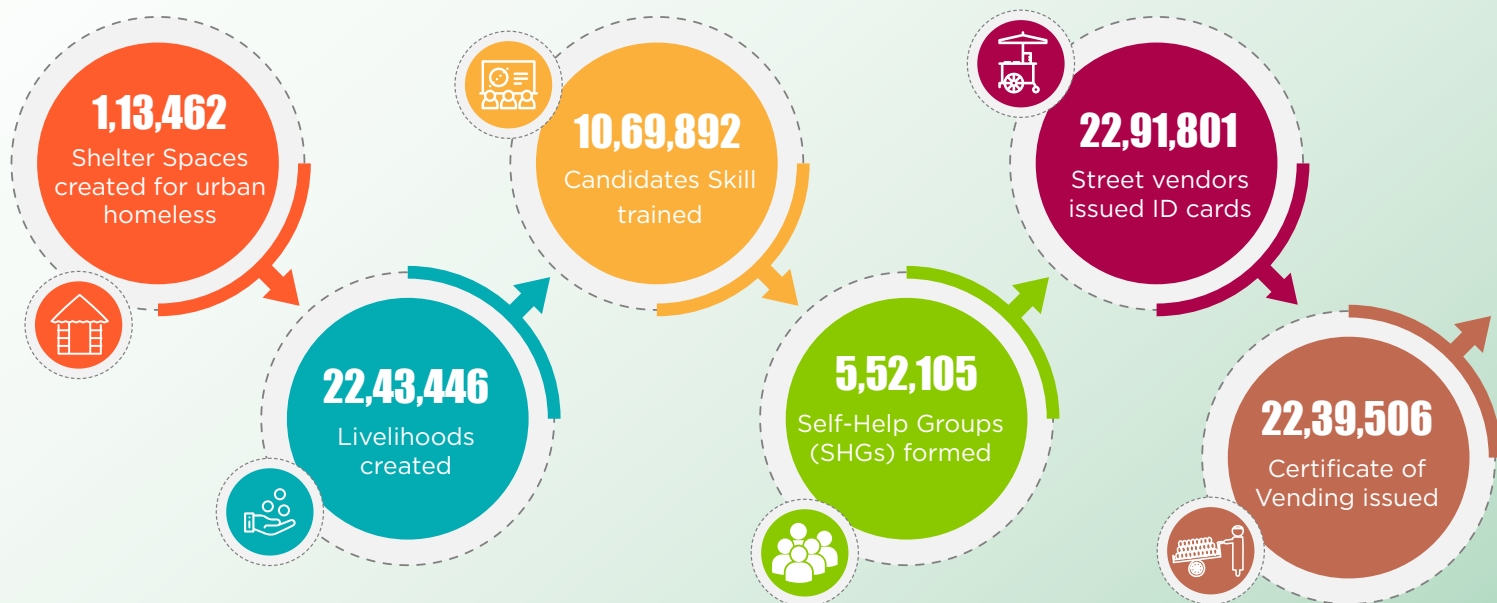 1,13,462
Shelter Spaces
created for urban
homeless
22,43,446
Livelihoods
created
10,69,892
Candidates Skill
trained
5,52,105
Self-Help Groups
(SHGs) formed
22,91,801
Street vendors
issued ID cards
22,39,506
Certificate of
Vending issued